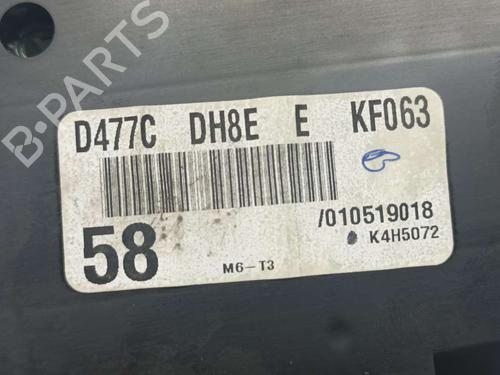 B-PARTS
D477C DH8E E KF063
/010519018
58
K4H5072
M6-T3